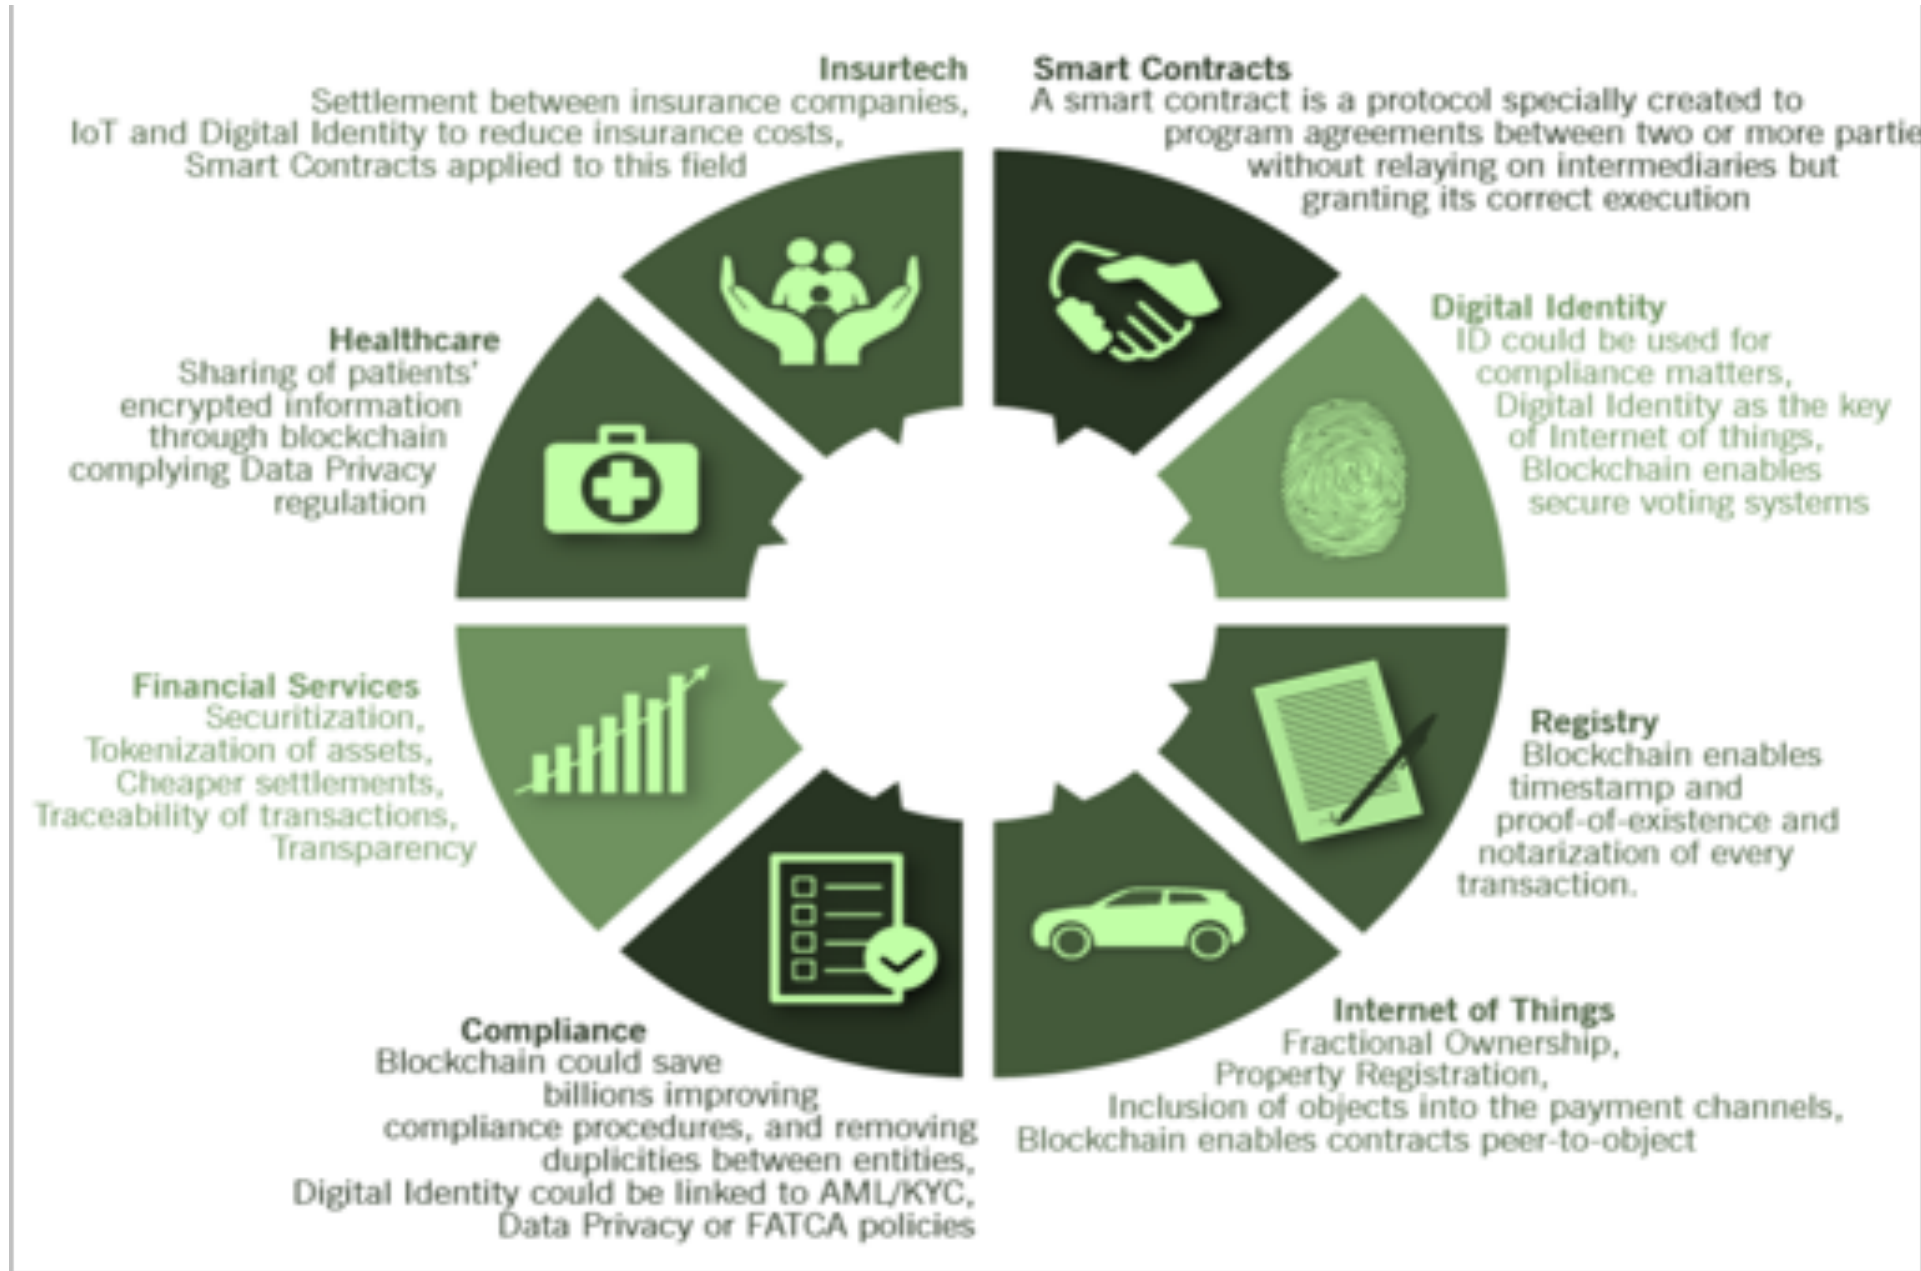 Insurtech
Settlement between insurance companies,
IoT and Digital Identity to reduce insurance costs,
Smart Contracts applied to this field
Smart Contracts
A smart contract is a protocol specially created to
program agreements between two or more partie
without relaying on intermediaries but
granting its correct execution
Digital Identity
ID could be used for
compliance matters,
Digital Identity as the key
of Internet of things,
Blockchain enables
secure voting systems
Registry
Blockchain enables
timestamp and
proof-of-existence and
notarization of every
transaction.
Internet of Things
Fractional Ownership,
Property Registration,
Inclusion of objects into the payment channels,
Blockchain enables contracts peer-to-object
Compliance
Blockchain could save
billions improving
compliance procedures, and removing
duplicities between entities,
Digital Identity could be linked to AML/KYC,
Data Privacy or FATCA policies
Financial Services
Securitization,
Tokenization of assets,
Cheaper settlements,
Traceability of transactions,
Transparency
Healthcare
Sharing of patients'
encrypted information
through blockchain
complying Data Privacy
regulation